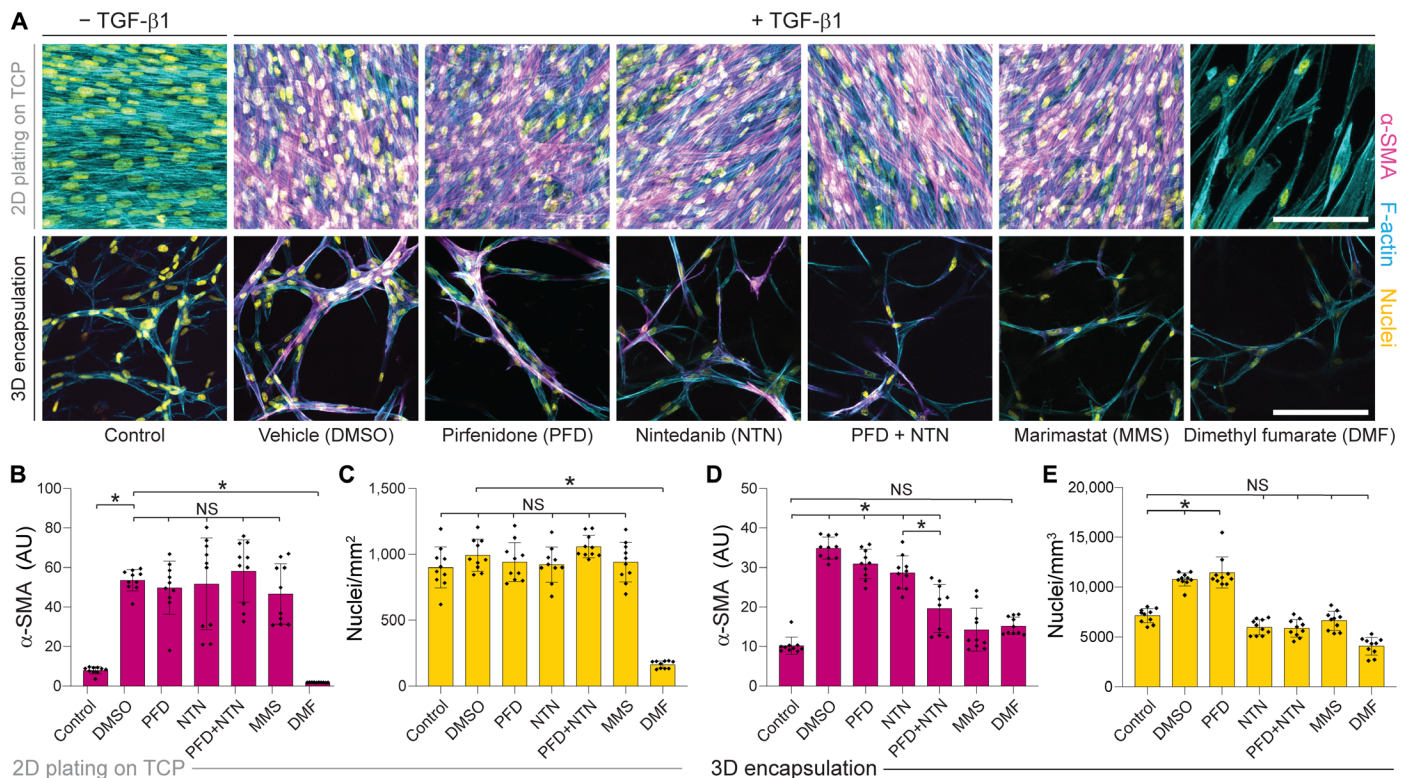 A
− TGF-β1
+ TGF-β1
2D plating on TCP
3D encapsulation
α-SMA F-actin Nuclei
Control
Vehicle (DMSO)
Pirfenidone (PFD)
Nintedanib (NTN)
PFD + NTN
Marimastat (MMS)
Dimethyl fumarate (DMF)
B
α-SMA (AU)
100
80
60
40
20
0
*
*
NS
Control
DMSO
PFD
NTN
PFD+NTN
MMS
DMF
C
Nuclei/mm²
1,500
1,000
500
0
*
NS
Control
DMSO
PFD
NTN
PFD+NTN
MMS
DMF
2D plating on TCP
D
α-SMA (AU)
50
40
30
20
10
0
NS
*
*
Control
DMSO
PFD
NTN
PFD+NTN
MMS
DMF
E
Nuclei/mm³
20,000
15,000
10,000
5000
0
NS
*
Control
DMSO
PFD
NTN
PFD+NTN
MMS
DMF
3D encapsulation